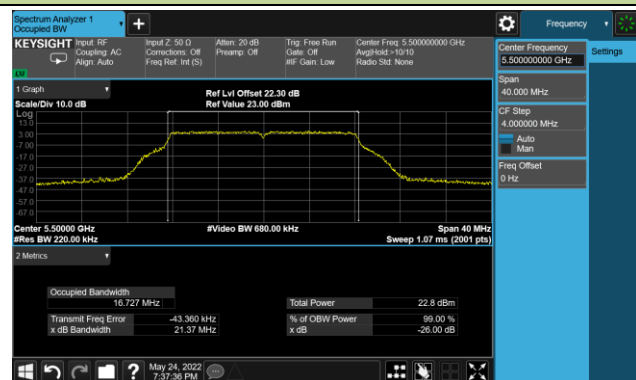 Spectrum Analyzer 1
Occupied BW
Frequency
KEYSIGHT
Input: RF
Coupling: AC
Align: Auto
Input Z: 50 Ω
Corrections: Off
Freq Ref: Int (S)
Atten: 20 dB
Preamp: Off
Trig: Free Run
Gate: Off
#IF Gain: Low
Center Freq: 5.500000000 GHz
Avg|Hold:>10/10
Radio Std: None
LXI
Center Frequency
5.500000000 GHz
Settings
Span
40.000 MHz
CF Step
4.000000 MHz
Auto
Man
Freq Offset
0 Hz
1 Graph
Scale/Div 10.0 dB
Ref Lvl Offset 22.30 dB
Ref Value 23.00 dBm
Log
13.0
3.00
-7.00
-17.0
-27.0
-37.0
-47.0
-57.0
-67.0
Center 5.50000 GHz
#Res BW 220.00 kHz
#Video BW 680.00 kHz
Span 40 MHz
Sweep 1.07 ms (2001 pts)
2 Metrics
Occupied Bandwidth
16.727 MHz
Total Power 22.8 dBm
Transmit Freq Error -43.360 kHz
% of OBW Power 99.00 %
x dB Bandwidth 21.37 MHz
x dB -26.00 dB
May 24, 2022
7:37:36 PM